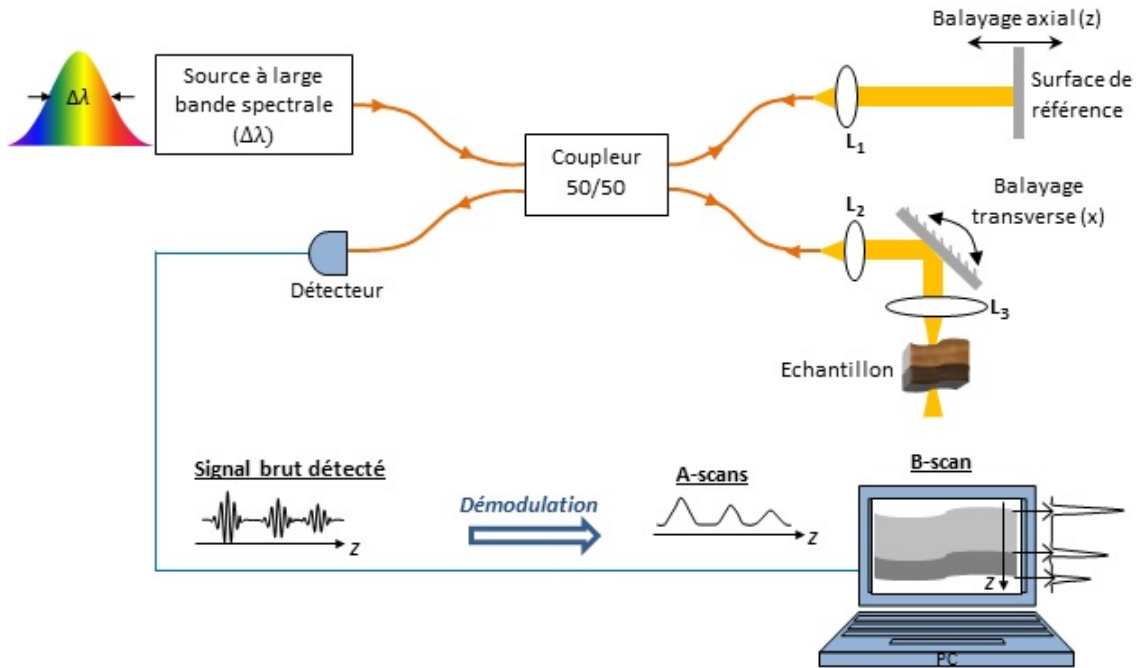 Balayage axial (z)
Δλ
Source à large
bande spectrale
(Δλ)
Surface de
référence
L₁
Coupleur
50/50
Balayage
transverse (x)
L₂
Détecteur
L₃
Echantillon
Signal brut détecté
z
Démodulation
A-scans
z
B-scan
z
PC